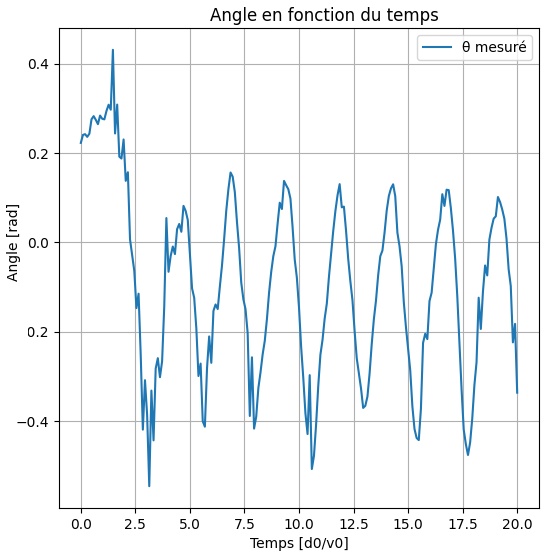 Angle en fonction du temps
θ mesuré
0.4
0.2
0.0
0.2
−0.4
Angle [rad]
0.0 2.5 5.0 7.5 10.0 12.5 15.0 17.5 20.0
Temps [d0/v0]